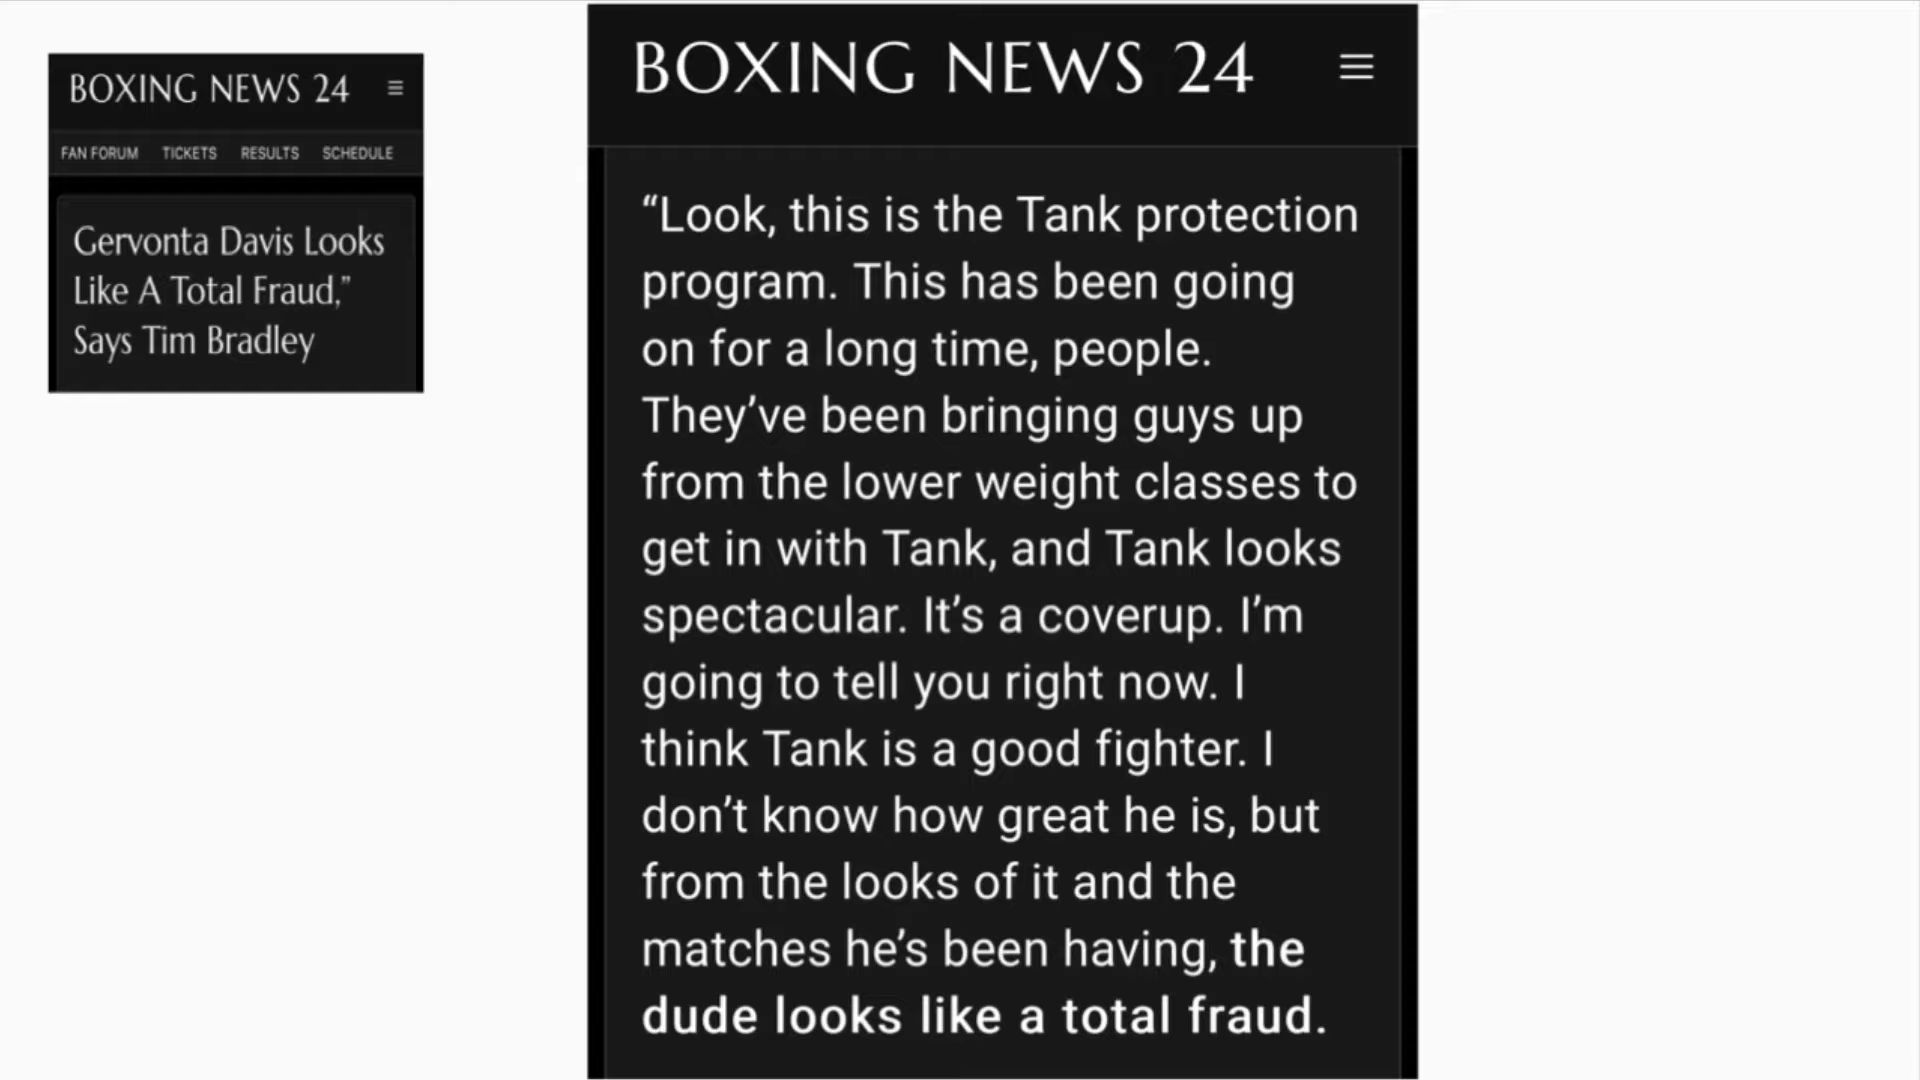 BOXING NEWS 24
FAN FORUM TICKETS RESULTS SCHEDULE
Gervonta Davis Looks
Like A Total Fraud,”
Says Tim Bradley
BOXING NEWS 24
“Look, this is the Tank protection
program. This has been going
on for a long time, people.
They’ve been bringing guys up
from the lower weight classes to
get in with Tank, and Tank looks
spectacular. It’s a coverup. I’m
going to tell you right now. I
think Tank is a good fighter. I
don’t know how great he is, but
from the looks of it and the
matches he’s been having, the
dude looks like a total fraud.